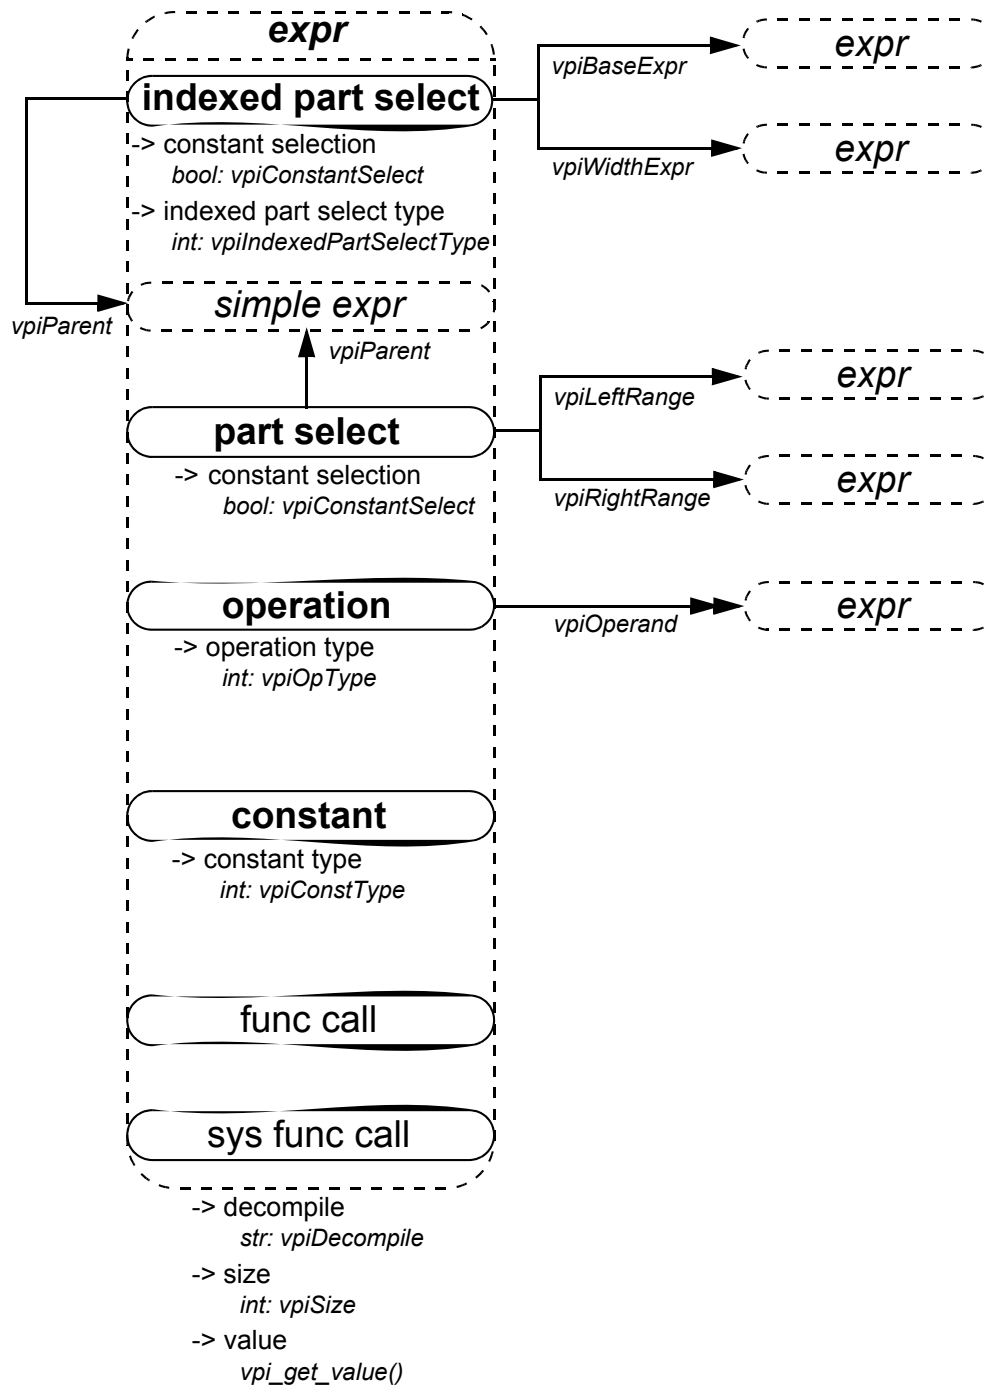 expr
indexed part select
-> constant selection
bool: vpiConstantSelect
-> indexed part select type
int: vpiIndexedPartSelectType
vpiBaseExpr
expr
vpiWidthExpr
expr
vpiParent
simple expr
vpiParent
part select
-> constant selection
bool: vpiConstantSelect
vpiLeftRange
expr
vpiRightRange
expr
operation
-> operation type
int: vpiOpType
vpiOperand
expr
constant
-> constant type
int: vpiConstType
func call
sys func call
-> decompile
str: vpiDecompile
-> size
int: vpiSize
-> value
vpi_get_value()